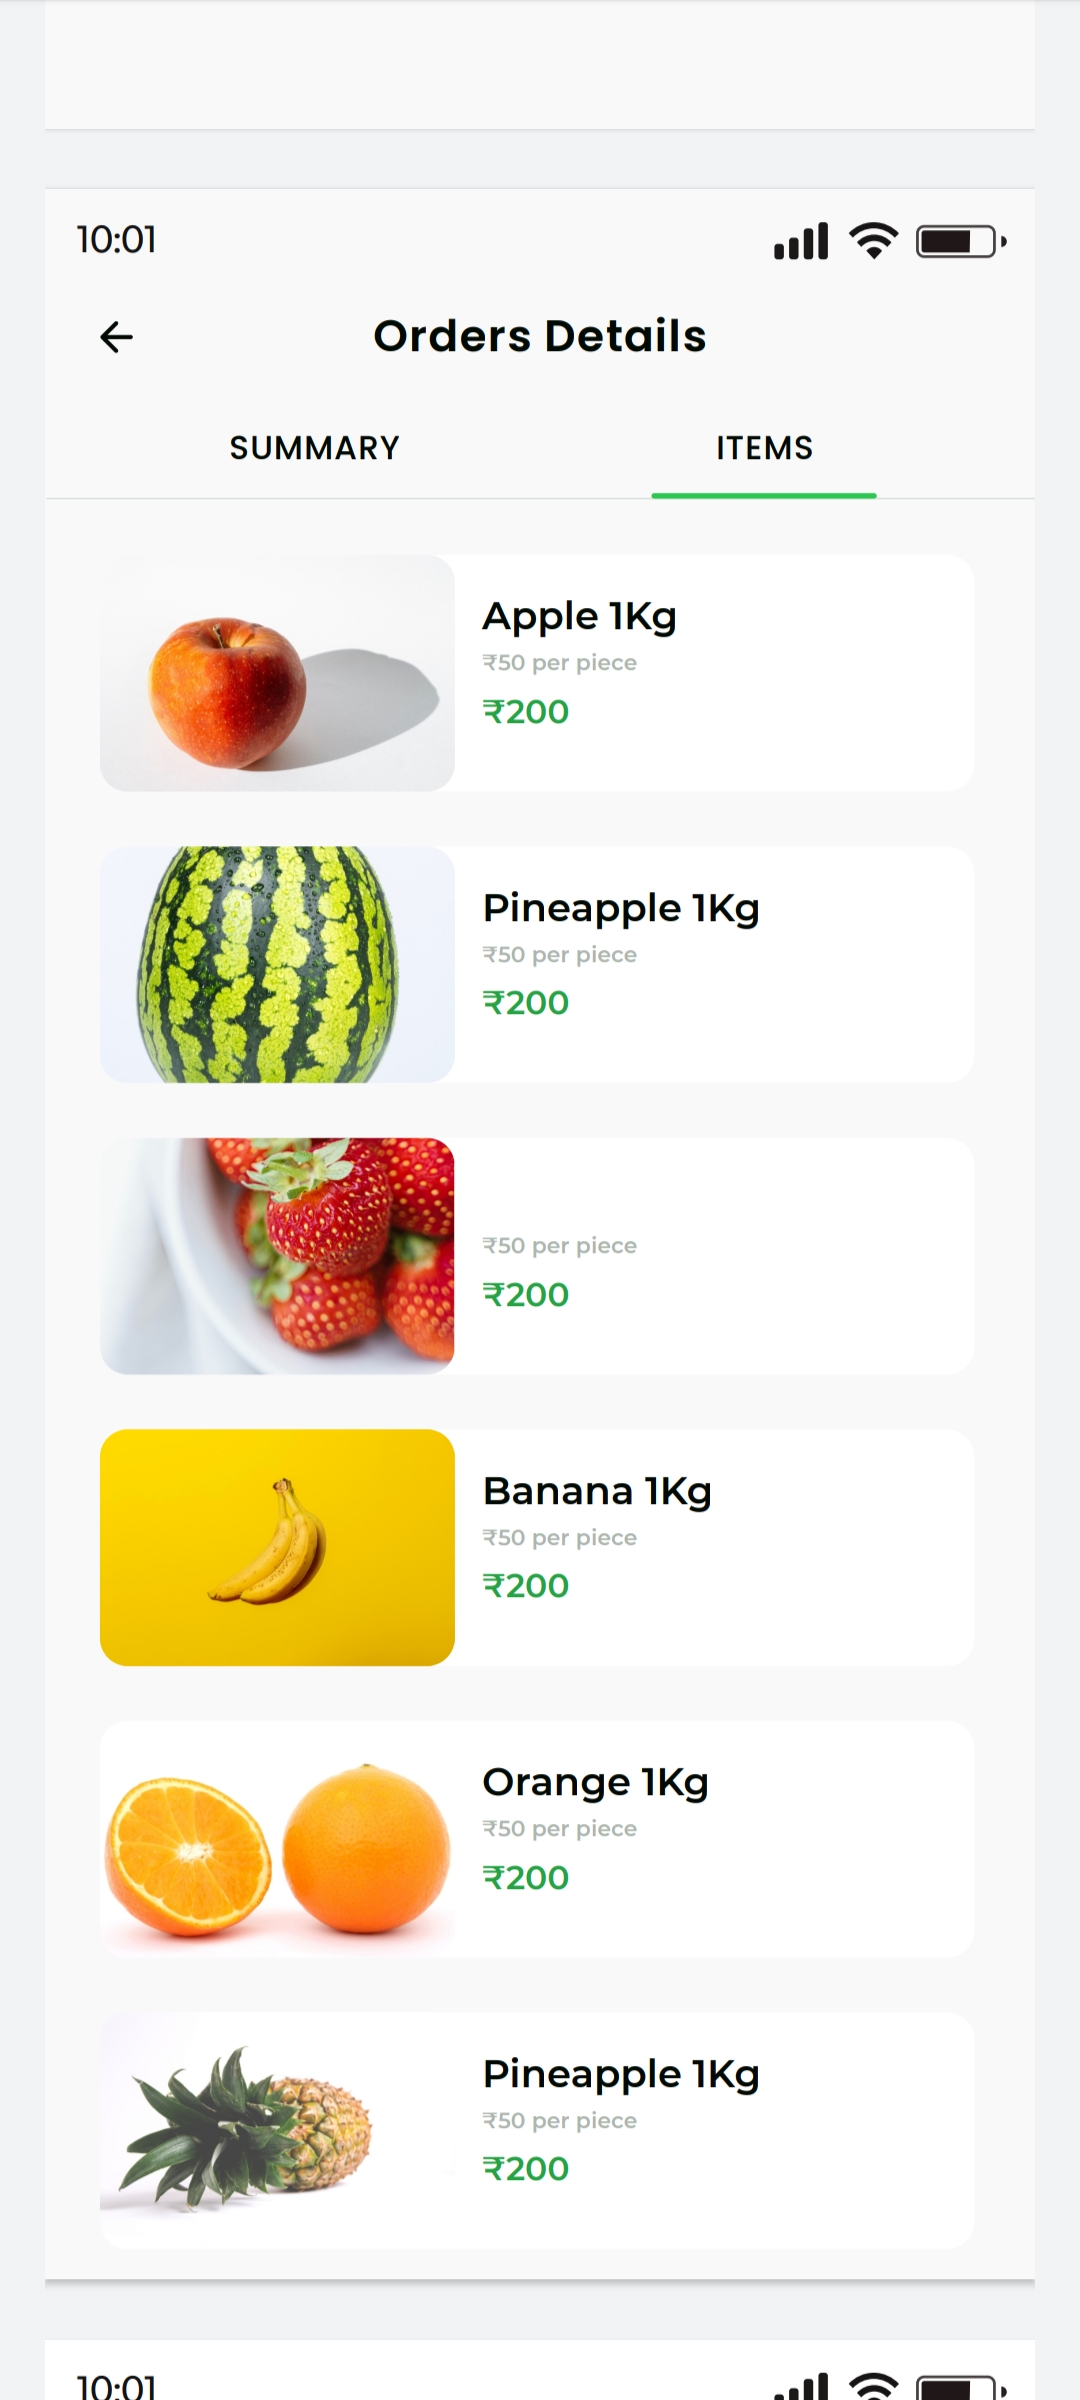 10:01
Orders Details
SUMMARY
ITEMS
Apple 1Kg
₹50 per piece
₹200
Pineapple 1Kg
₹50 per piece
₹200
₹50 per piece
₹200
Banana 1Kg
₹50 per piece
₹200
Orange 1Kg
₹50 per piece
₹200
Pineapple 1Kg
₹50 per piece
₹200
10:01